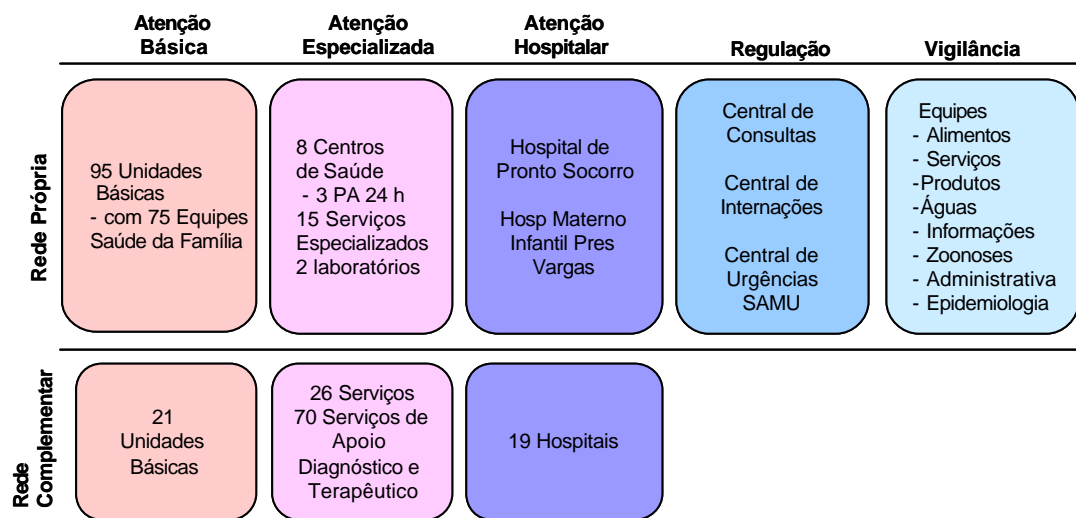 Atenção
Básica
Atenção
Especializada
Atenção
Hospitalar
Regulação
Vigilância
Rede Própria
95 Unidades
Básicas
- com 75 Equipes
Saúde da Família
8 Centros
de Saúde
- 3 PA 24 h
15 Serviços
Especializados
2 laboratórios
Hospital de
Pronto Socorro
Hosp Materno
Infantil Pres
Vargas
Central de
Consultas
Central de
Internações
Central de
Urgências
SAMU
Equipes
- Alimentos
- Serviços
-Produtos
-Águas
- Informações
- Zoonoses
- Administrativa
- Epidemiologia
Rede
Complementar
21
Unidades
Básicas
26 Serviços
70 Serviços de
Apoio
Diagnóstico e
Terapêutico
19 Hospitais